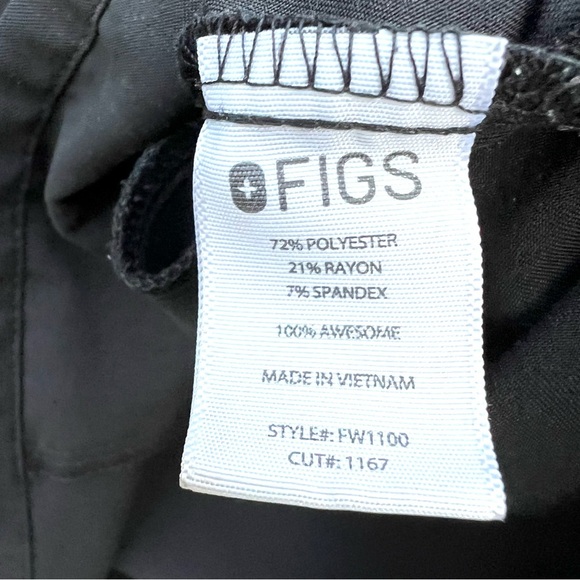 FIGS
72% POLYESTER
21% RAYON
7% SPANDEX
100% AWESOME
MADE IN VIETNAM
STYLE#: FW1100
CUT#: 1167